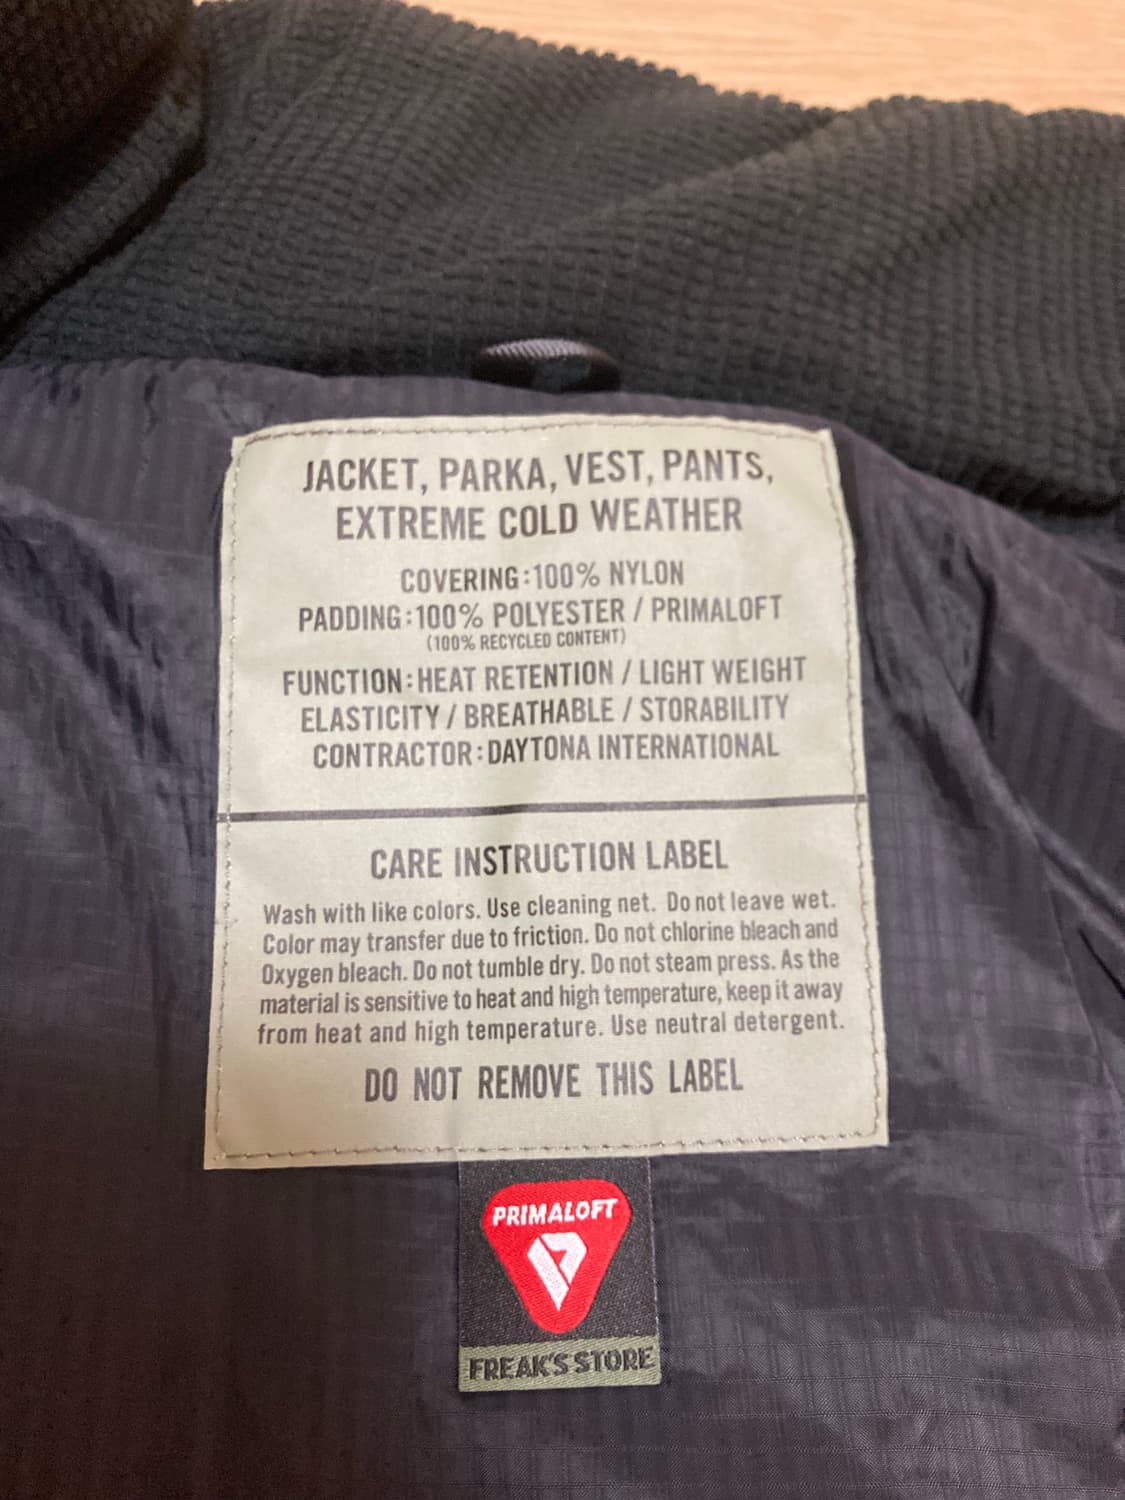 JACKET, PARKA, VEST, PANTS,
EXTREME COLD WEATHER
COVERING:100% NYLON
PADDING:100% POLYESTER / PRIMALOFT
(100% RECYCLED CONTENT)
FUNCTION:HEAT RETENTION / LIGHT WEIGHT
ELASTICITY / BREATHABLE / STORABILITY
CONTRACTOR:DAYTONA INTERNATIONAL
CARE INSTRUCTION LABEL
Wash with like colors. Use cleaning net. Do not leave wet.
Color may transfer due to friction. Do not chlorine bleach and
Oxygen bleach. Do not tumble dry. Do not steam press. As the
material is sensitive to heat and high temperature, keep it away
from heat and high temperature. Use neutral detergent.
DO NOT REMOVE THIS LABEL
PRIMALOFT
FREAK'S STORE